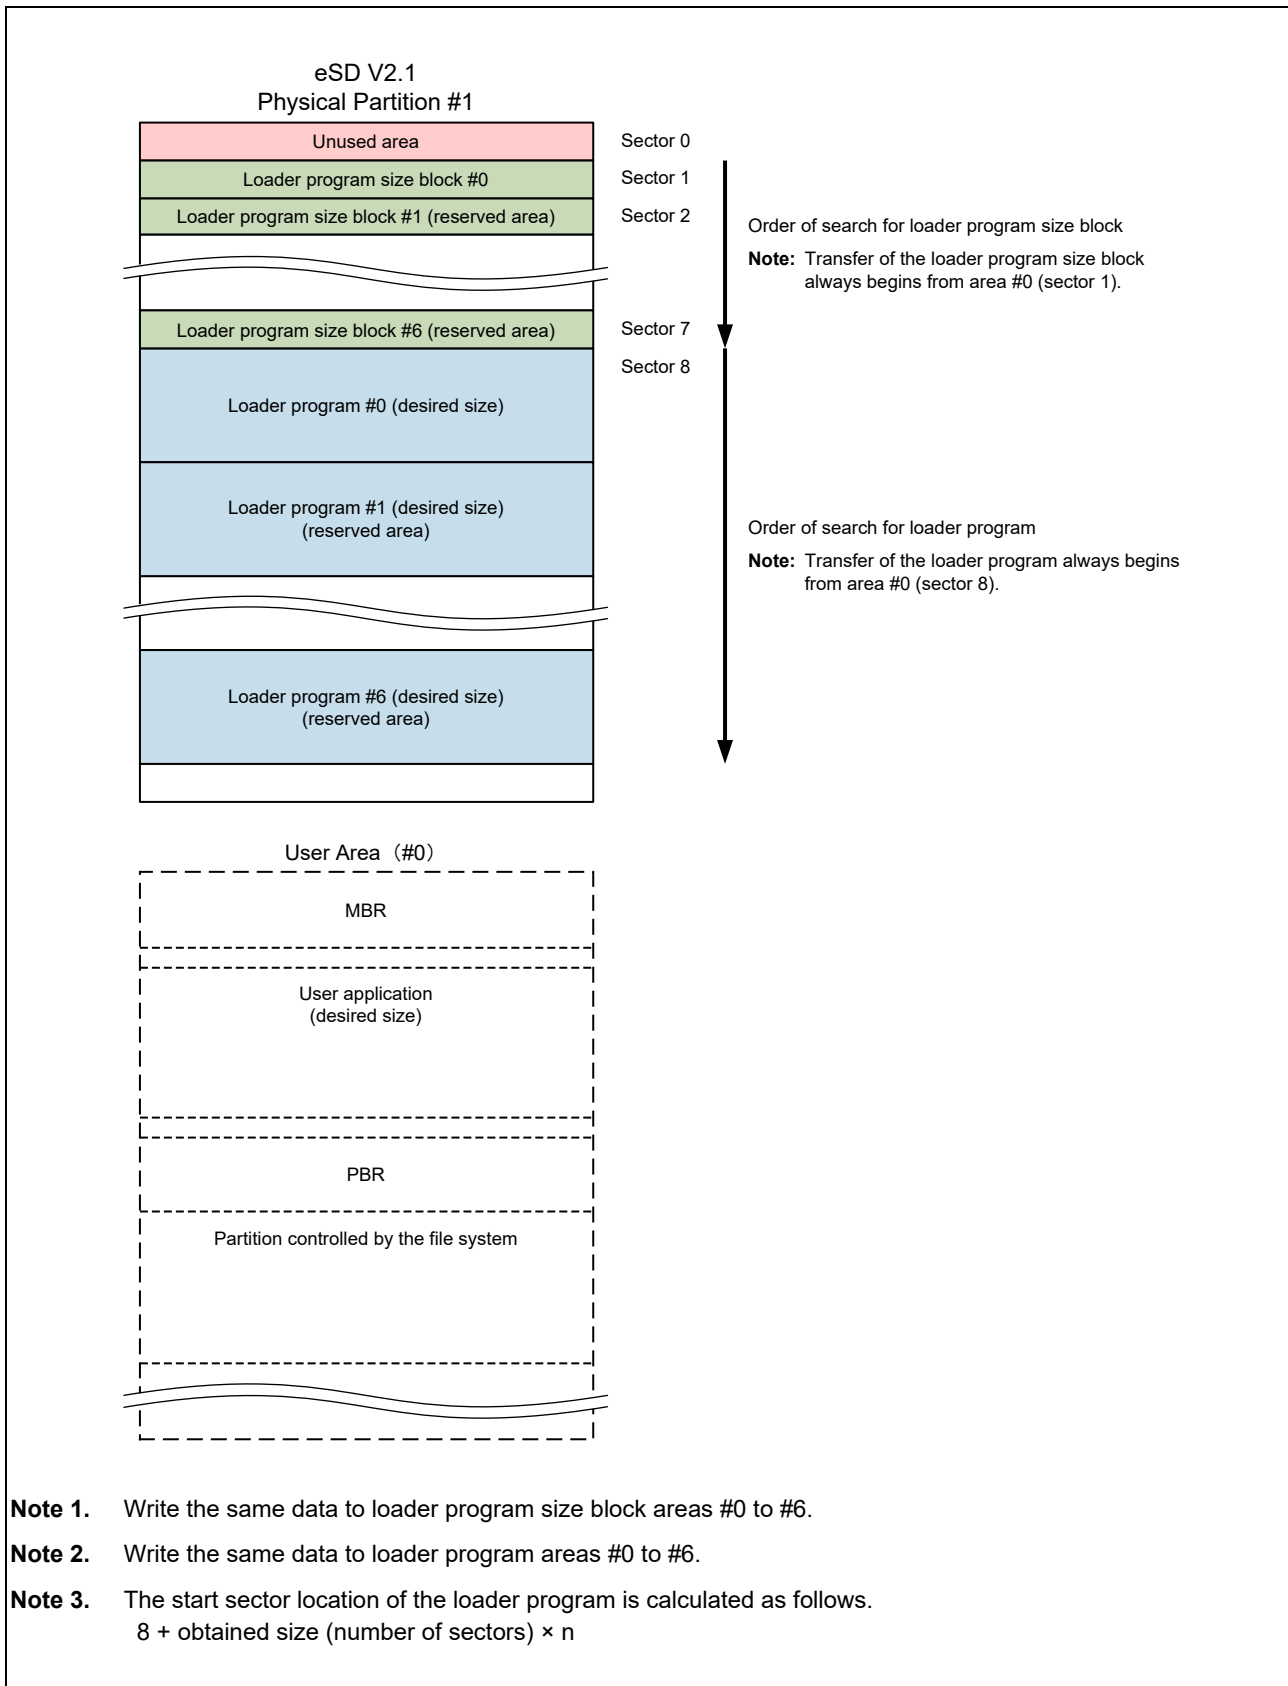 eSD V2.1
Physical Partition #1
Unused area
Sector 0
Loader program size block #0
Sector 1
Loader program size block #1 (reserved area)
Sector 2
Order of search for loader program size block
Note: Transfer of the loader program size block
always begins from area #0 (sector 1).
Loader program size block #6 (reserved area)
Sector 7
Sector 8
Loader program #0 (desired size)
Loader program #1 (desired size)
(reserved area)
Order of search for loader program
Note: Transfer of the loader program always begins
from area #0 (sector 8).
Loader program #6 (desired size)
(reserved area)
User Area（#0）
MBR
User application
(desired size)
PBR
Partition controlled by the file system
Note 1. Write the same data to loader program size block areas #0 to #6.
Note 2. Write the same data to loader program areas #0 to #6.
Note 3. The start sector location of the loader program is calculated as follows.
8 + obtained size (number of sectors) × n